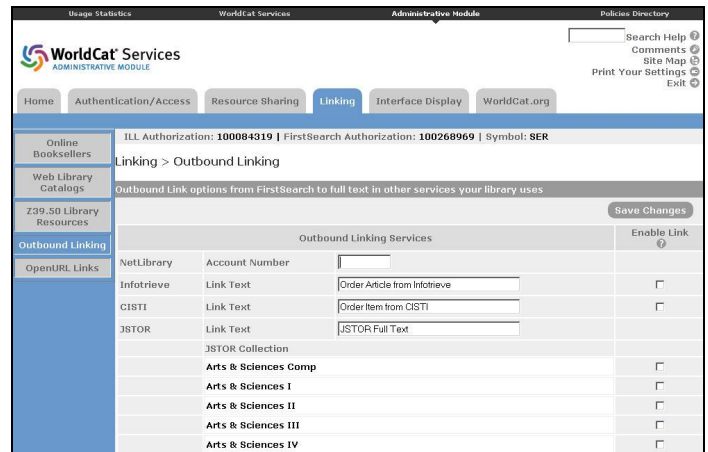 Usage Statistics WorldCat Services Administrative Module Policies Directory
Search Help ?
WorldCat® Services
ADMINISTRATIVE MODULE
Comments
Site Map
Print Your Settings
Exit
Home Authentication/Access Resource Sharing Linking Interface Display WorldCat.org
Online Booksellers
Web Library Catalogs
Z39.50 Library Resources
Outbound Linking
OpenURL Links
ILL Authorization: 100084319 | FirstSearch Authorization: 100268969 | Symbol: SER
Linking > Outbound Linking
Outbound Link options from FirstSearch to full text in other services your library uses
Save Changes
Outbound Linking Services Enable Link ?
NetLibrary Account Number
Infotrieve Link Text Order Article from Infotrieve
CISTI Link Text Order Item from CISTI
JSTOR Link Text JSTOR Full Text
JSTOR Collection
Arts & Sciences Comp
Arts & Sciences I
Arts & Sciences II
Arts & Sciences III
Arts & Sciences IV